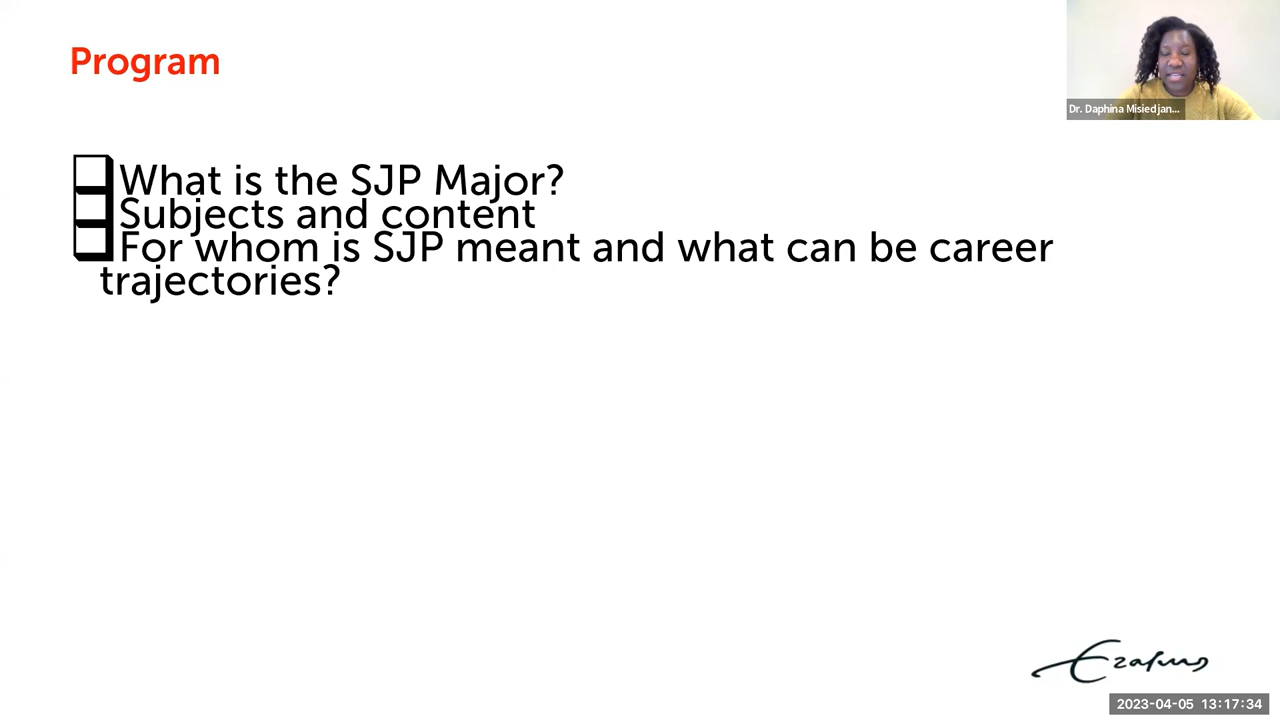 Program
Dr. Daphina Misiedjan...
❑What is the SJP Major?
❑Subjects and content
❑For whom is SJP meant and what can be career
trajectories?
Erasmus
2023-04-05 13:17:34